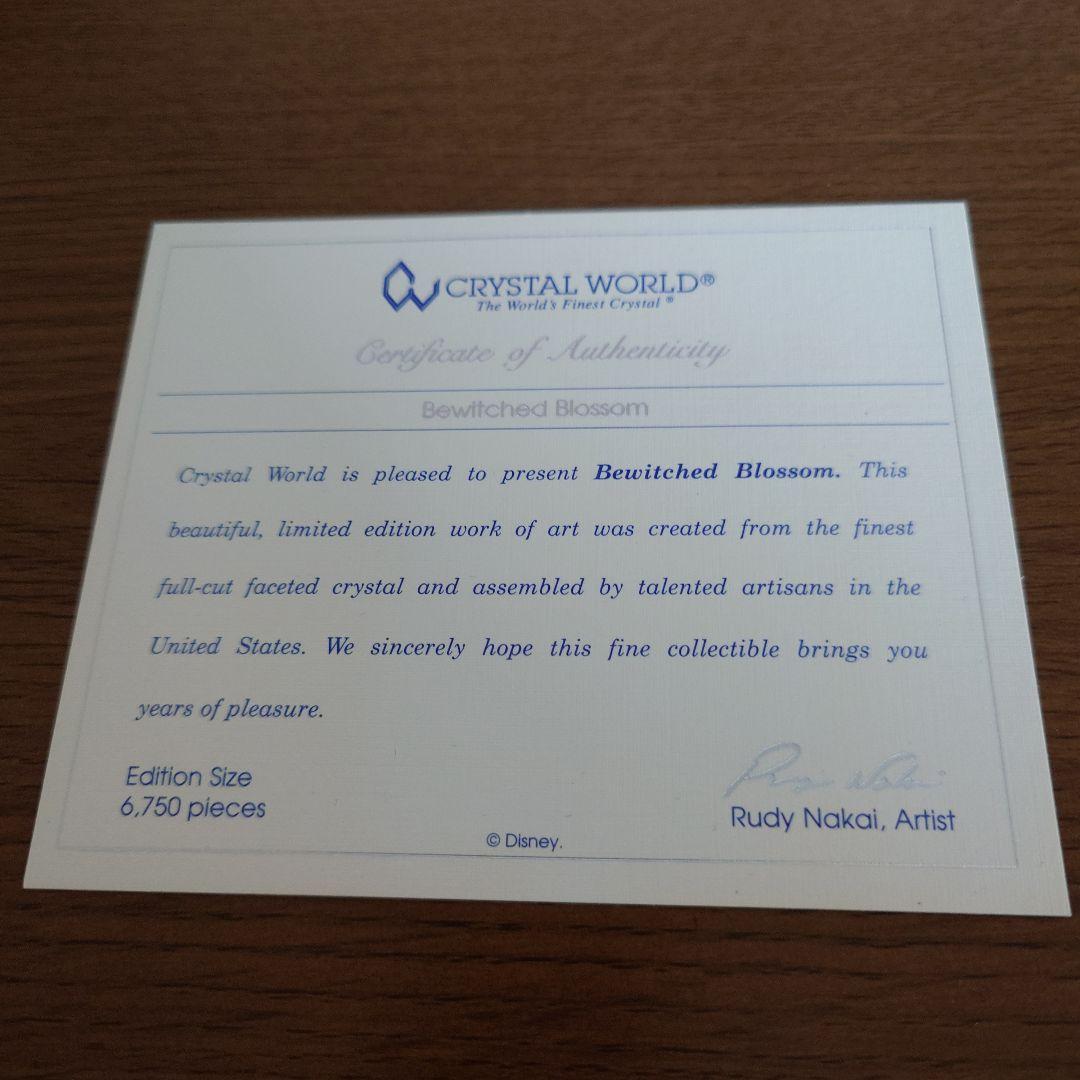 CRYSTAL WORLD®
The World's Finest Crystal ®
Certificate of Authenticity
Bewitched Blossom
Crystal World is pleased to present Bewitched Blossom. This
beautiful, limited edition work of art was created from the finest
full-cut faceted crystal and assembled by talented artisans in the
United States. We sincerely hope this fine collectible brings you
years of pleasure.
Edition Size
6,750 pieces
Rudy Nakai
Rudy Nakai, Artist
© Disney.